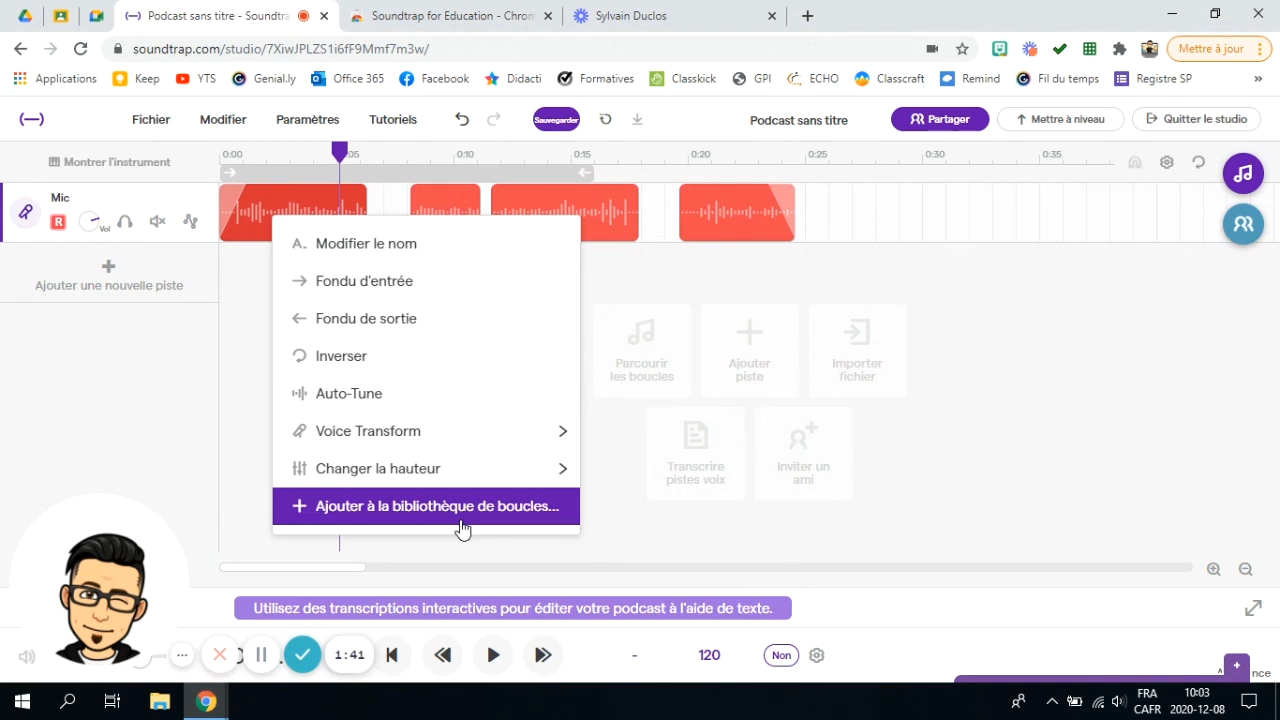 Podcast sans titre - Soundtra
Soundtrap for Education - Chrom
Sylvain Duclos
soundtrap.com/studio/7XiwJPLZS1i6fF9Mmf7m3w/
Mettre à jour
Applications
Keep
YTS
Genial.ly
Office 365
Facebook
Didacti
Formatives
Classkick
GPI
ECHO
Classcraft
Remind
Fil du temps
Registre SP
»
Fichier
Modifier
Paramètres
Tutoriels
Sauvegarder
Podcast sans titre
Partager
Mettre à niveau
Quitter le studio
Montrer l'instrument
0:00
:05
0:10
0:15
0:20
0:25
0:30
0:35
Mic
R
Vol
Ajouter une nouvelle piste
Modifier le nom
Fondu d'entrée
Fondu de sortie
Inverser
Auto-Tune
Voice Transform
Changer la hauteur
Ajouter à la bibliothèque de boucles...
Parcourir
les boucles
Ajouter
piste
Importer
fichier
Transcrire
pistes voix
Inviter un
ami
Utilisez des transcriptions interactives pour éditer votre podcast à l'aide de texte.
1:41
-
120
Non
nce
FRA
CAFR
10:03
2020-12-08